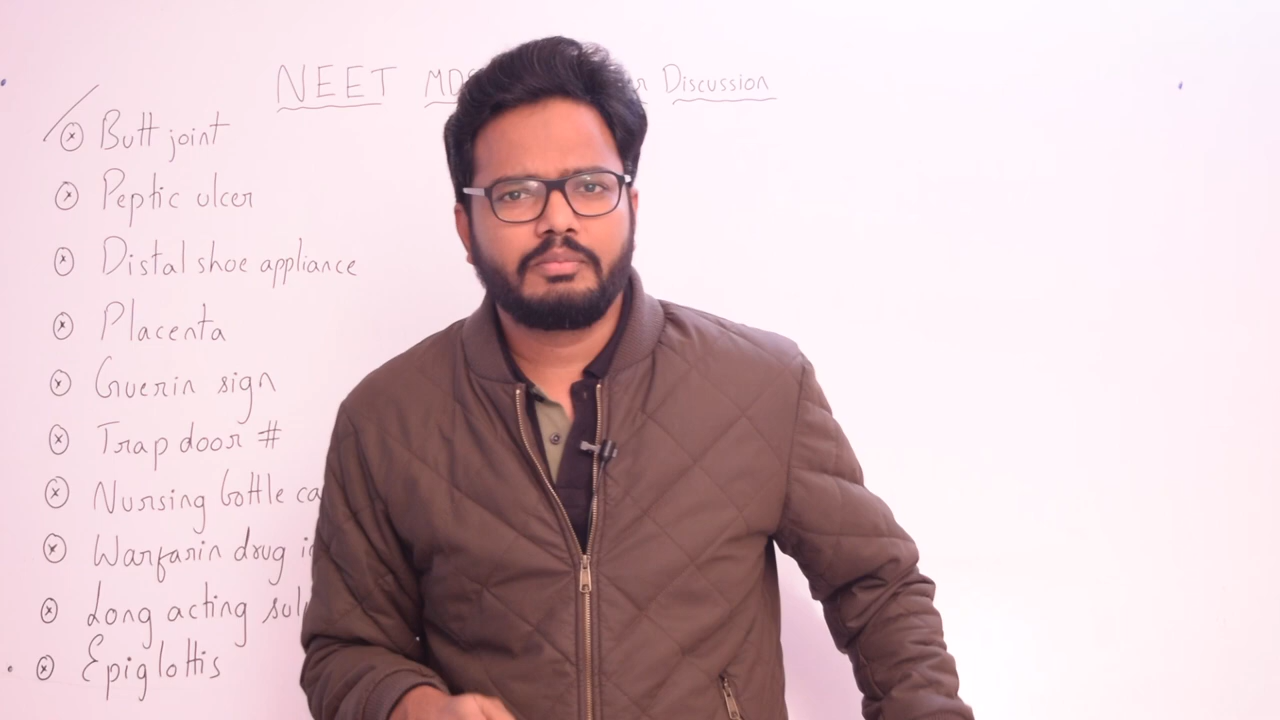 NEET MDS Discussion
Butt joint
Peptic ulcer
Distal shoe appliance
Placenta
Guerin sign
Trap door #
Nursing bottle
Warfarin drug
Long acting
Epiglottis